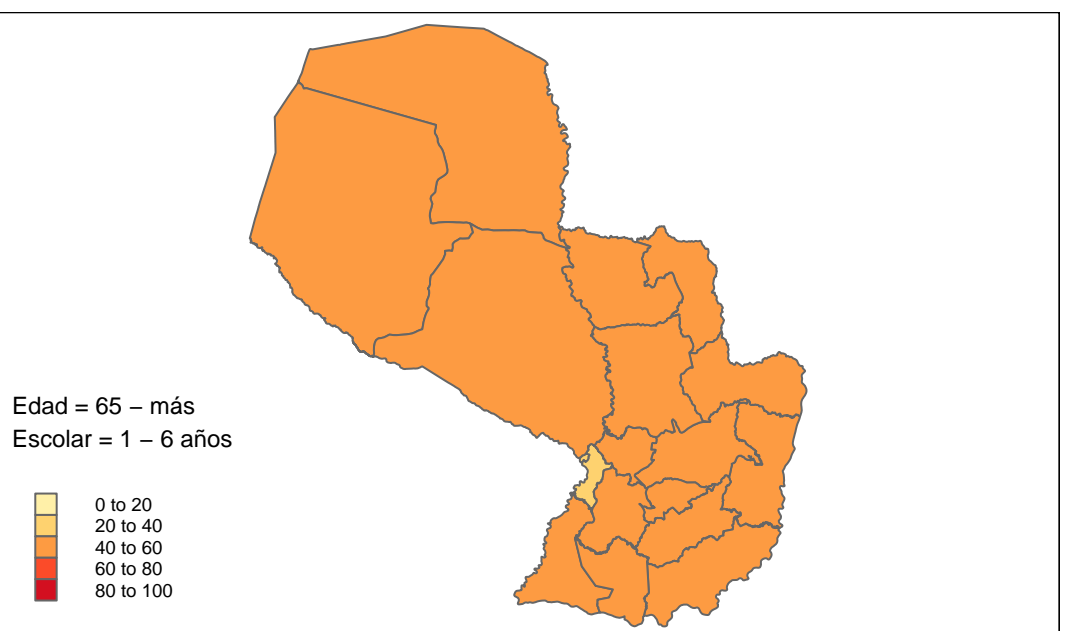 Edad = 65 − más
Escolar = 1 − 6 años
0 to 20
20 to 40
40 to 60
60 to 80
80 to 100